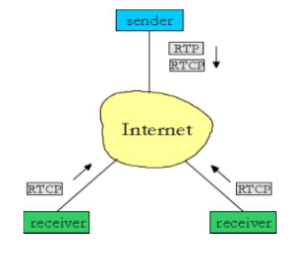 sender
RTP
RTCP
Internet
RTCP
RTCP
receiver
receiver